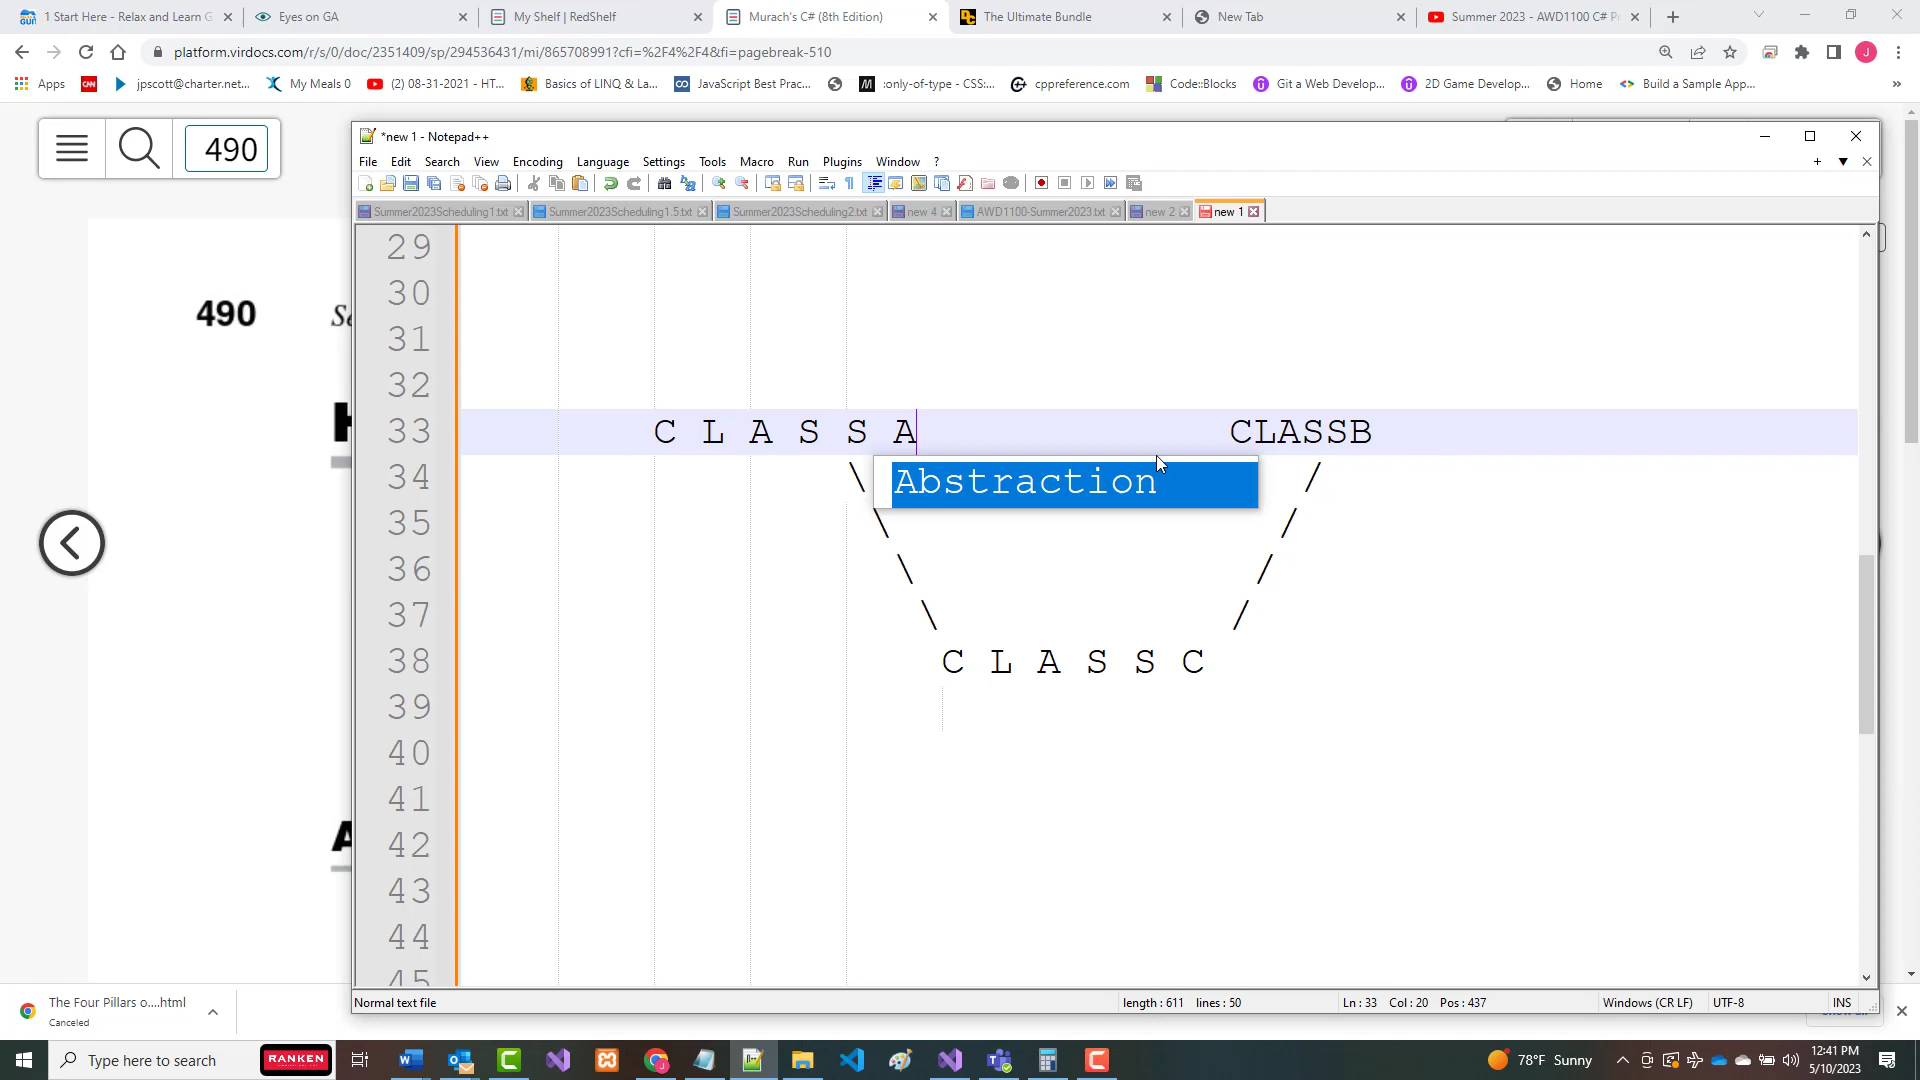 1 Start Here - Relax and Learn G
Eyes on GA
My Shelf | RedShelf
Murach's C# (8th Edition)
The Ultimate Bundle
New Tab
Summer 2023 - AWD1100 C# P
platform.virdocs.com/r/s/0/doc/2351409/sp/294536431/mi/865708991?cfi=%2F4%2F4&fi=pagebreak-510
J
Apps
jpscott@charter.net...
My Meals 0
(2) 08-31-2021 - HT...
Basics of LINQ & La...
JavaScript Best Prac...
:only-of-type - CSS:...
cppreference.com
Code::Blocks
Git a Web Develop...
2D Game Develop...
Home
Build a Sample App...
»
490
*new 1 - Notepad++
File Edit Search View Encoding Language Settings Tools Macro Run Plugins Window ?
Summer2023Scheduling1.txt
Summer2023Scheduling1.5.txt
Summer2023Scheduling2.txt
new 4
AWD1100-Summer2023.txt
new 2
new 1
490
29
30
31
32
33 C L A S S A CLASSB
Abstraction
34 \ /
35 \ /
36 \ /
37 \ /
38 C L A S S C
39
40
41
42
43
44
45
Normal text file
length : 611 lines : 50
Ln : 33 Col : 20 Pos : 437
Windows (CR LF)
UTF-8
INS
The Four Pillars o....html
Canceled
Type here to search
RANKEN
78°F Sunny
12:41 PM
5/10/2023